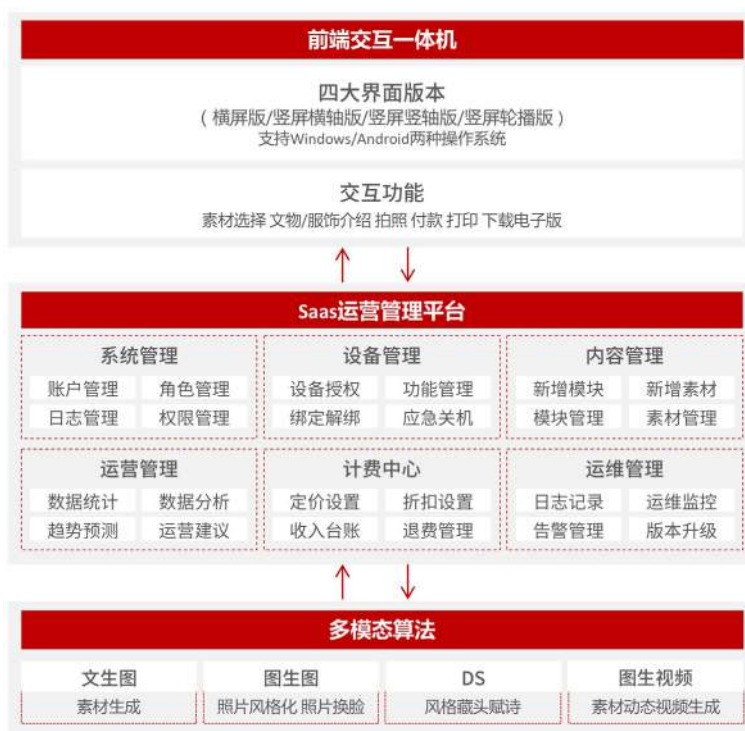 前端交互一体机
四大界面版本
（横屏版/竖屏横轴版/竖屏竖轴版/竖屏轮播版）
支持Windows/Android两种操作系统
交互功能
素材选择 文物/服饰介绍 拍照 付款 打印 下载电子版
Saas运营管理平台
系统管理 设备管理 内容管理
账户管理 角色管理 设备授权 功能管理 新增模块 新增素材
日志管理 权限管理 绑定解绑 应急关机 模块管理 素材管理
运营管理 计费中心 运维管理
数据统计 数据分析 定价设置 折扣设置 日志记录 运维监控
趋势预测 运营建议 收入台账 退费管理 告警管理 版本升级
多模态算法
文生图 图生图 DS 图生视频
素材生成 照片风格化 照片换脸 风格藏头赋诗 素材动态视频生成